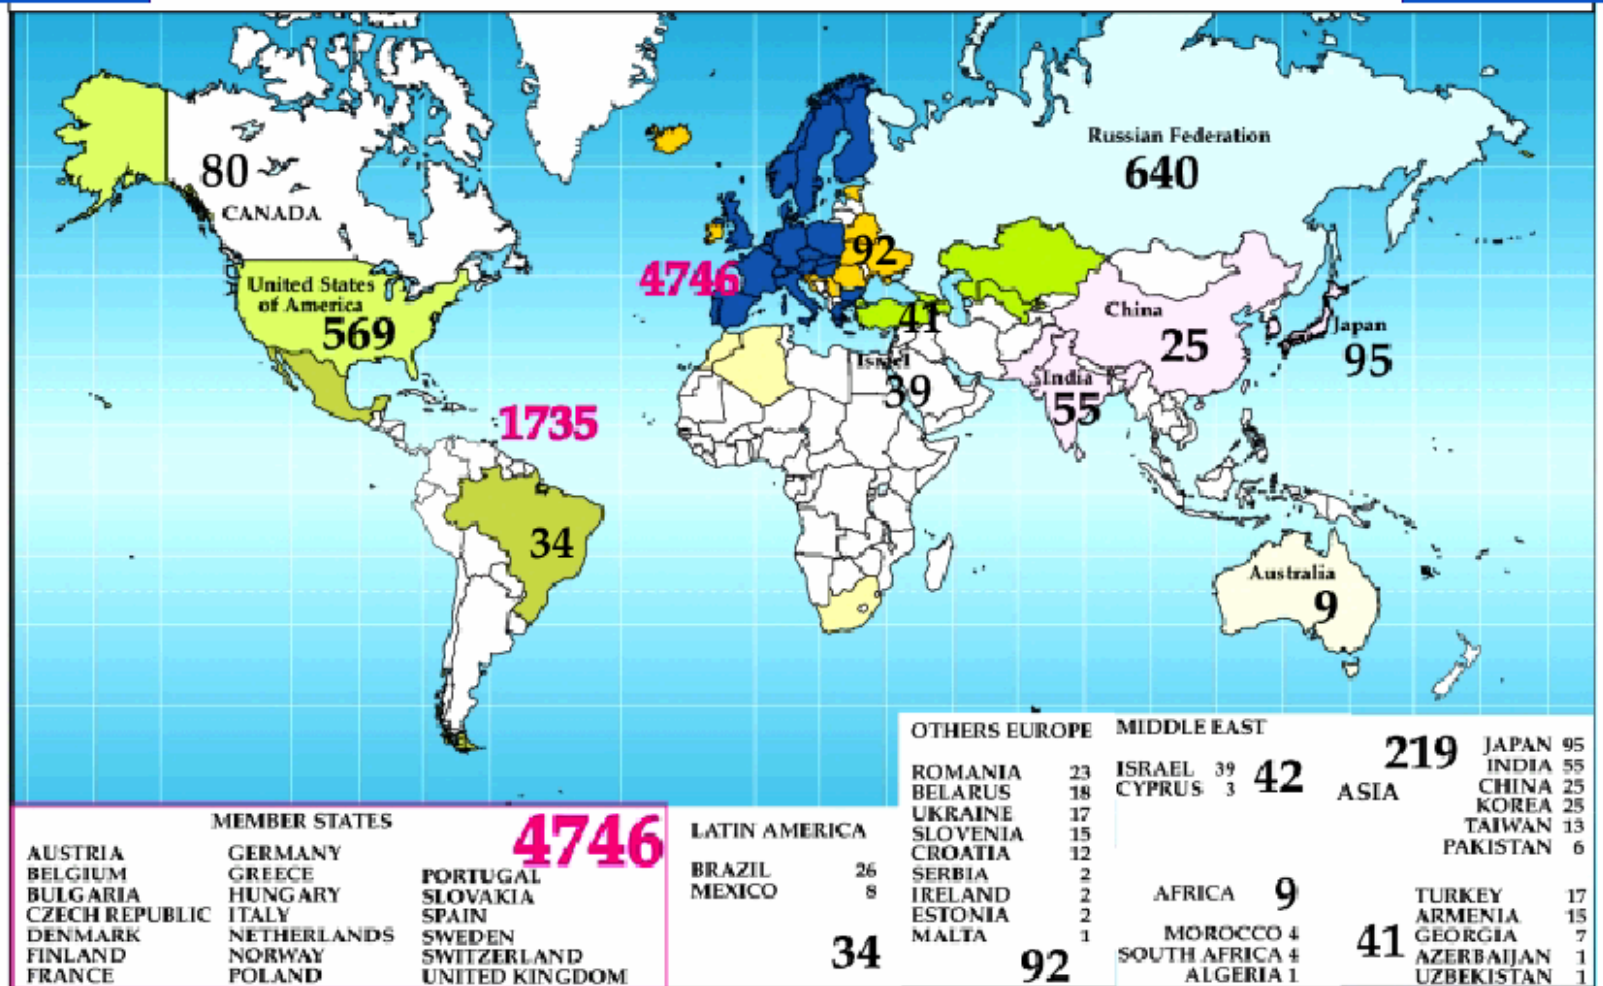 Russian Federation
640
80
CANADA
92
4746
United States
of America
569
China
25
41
Japan
95
Israel
39
India
55
1735
34
Australia
9
MEMBER STATES
4746
AUSTRIA
BELGIUM
BULGARIA
CZECH REPUBLIC
DENMARK
FINLAND
FRANCE
GERMANY
GREECE
HUNGARY
ITALY
NETHERLANDS
NORWAY
POLAND
PORTUGAL
SLOVAKIA
SPAIN
SWEDEN
SWITZERLAND
UNITED KINGDOM
LATIN AMERICA
BRAZIL 26
MEXICO 8
34
OTHERS EUROPE
ROMANIA 23
BELARUS 18
UKRAINE 17
SLOVENIA 15
CROATIA 12
SERBIA 2
IRELAND 2
ESTONIA 2
MALTA 1
92
MIDDLE EAST
ISRAEL 39
CYPRUS 3
42
AFRICA 9
MOROCCO 4
SOUTH AFRICA 4
ALGERIA 1
219
ASIA
JAPAN 95
INDIA 55
CHINA 25
KOREA 25
TAIWAN 13
PAKISTAN 6
41
TURKEY 17
ARMENIA 15
GEORGIA 7
AZERBAIJAN 1
UZBEKISTAN 1